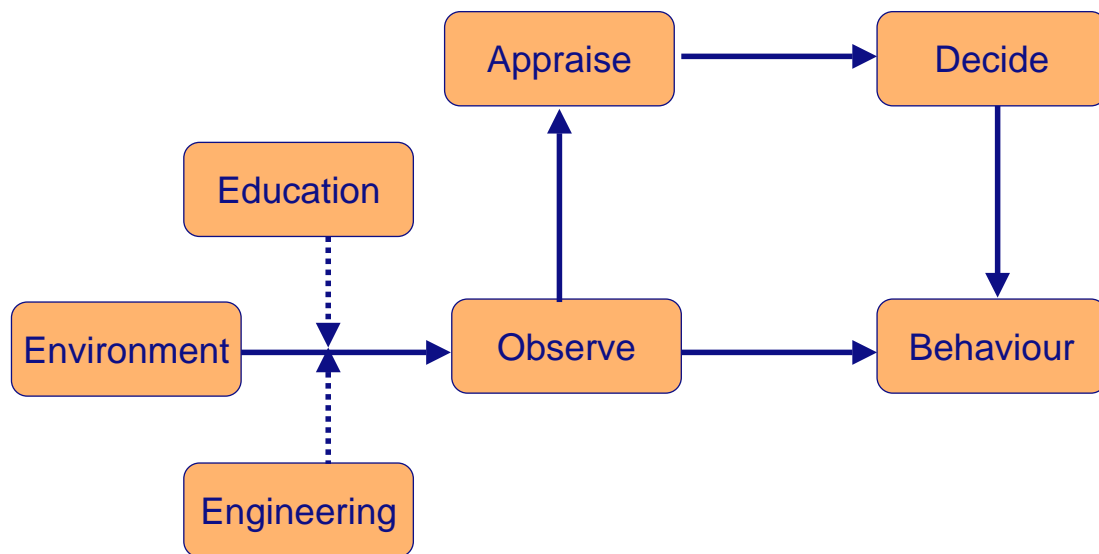 Appraise
Decide
Education
Environment
Observe
Behaviour
Engineering